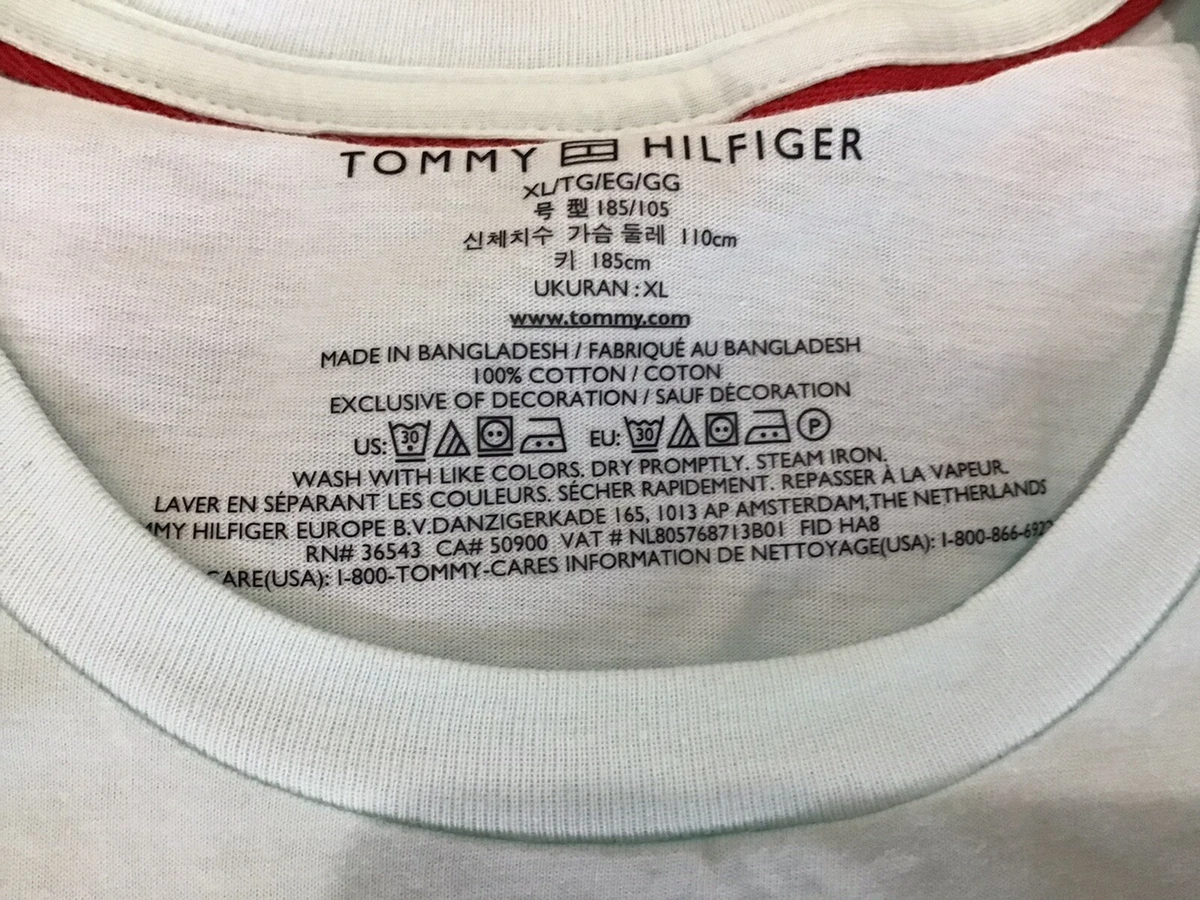 TOMMY HILFIGER
XL/TG/EG/GG
号 型 185/105
신체치수 가슴 둘레 110cm
키 185cm
UKURAN : XL
www.tommy.com
MADE IN BANGLADESH / FABRIQUÉ AU BANGLADESH
100% COTTON / COTON
EXCLUSIVE OF DECORATION / SAUF DÉCORATION
US: 30 EU: 30 P
WASH WITH LIKE COLORS. DRY PROMPTLY. STEAM IRON.
LAVER EN SÉPARANT LES COULEURS. SÉCHER RAPIDEMENT. REPASSER À LA VAPEUR.
MMY HILFIGER EUROPE B.V.DANZIGERKADE 165, 1013 AP AMSTERDAM,THE NETHERLANDS
RN# 36543 CA# 50900 VAT # NL805768713B01 FID HA8
CARE(USA): 1-800-TOMMY-CARES INFORMATION DE NETTOYAGE(USA): 1-800-866-6922